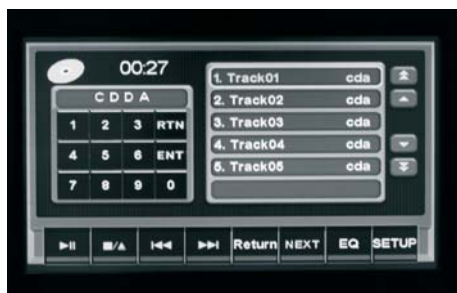 00:27
CDDA
1 2 3 RTN
4 5 6 ENT
7 8 9 0
1. Track01 cda
2. Track02 cda
3. Track03 cda
4. Track04 cda
5. Track05 cda
Return NEXT EQ SETUP